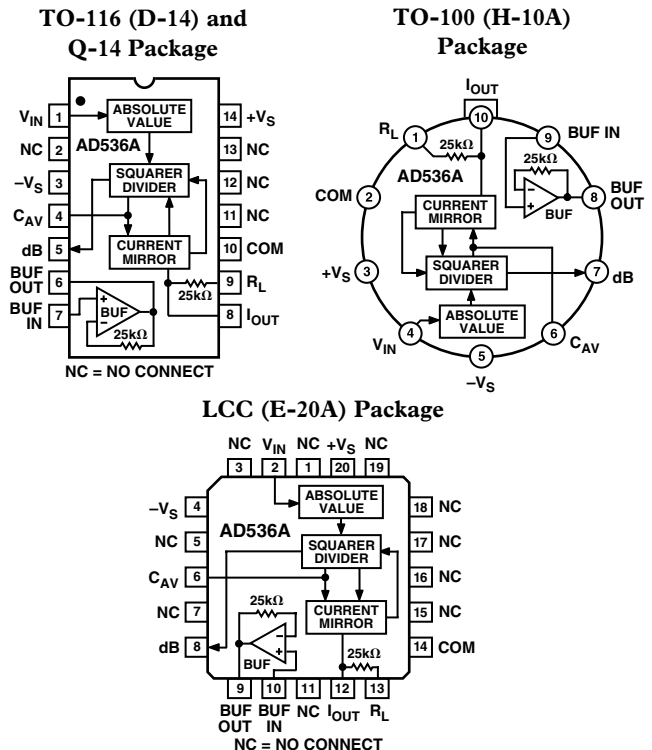 TO-116 (D-14) and
Q-14 Package
V_IN 1
NC 2
−V_S 3
C_AV 4
dB 5
BUF OUT 6
BUF IN 7
14 +V_S
13 NC
12 NC
11 NC
10 COM
9 R_L
8 I_OUT
AD536A
ABSOLUTE VALUE
SQUARER DIVIDER
CURRENT MIRROR
25kΩ
+
BUF
−
25kΩ
NC = NO CONNECT
TO-100 (H-10A)
Package
I_OUT
10
R_L
1
25kΩ
9
BUF IN
AD536A
25kΩ
−
+
BUF
COM
2
8
BUF OUT
CURRENT MIRROR
+V_S
3
SQUARER DIVIDER
7
dB
ABSOLUTE VALUE
V_IN
4
6
C_AV
5
−V_S
LCC (E-20A) Package
NC V_IN NC +V_S NC
3 2 1 20 19
−V_S 4
NC 5
C_AV 6
NC 7
dB 8
18 NC
17 NC
16 NC
15 NC
14 COM
AD536A
ABSOLUTE VALUE
SQUARER DIVIDER
CURRENT MIRROR
25kΩ
−
+
BUF
25kΩ
9 10 11 12 13
BUF OUT BUF IN NC I_OUT R_L
NC = NO CONNECT